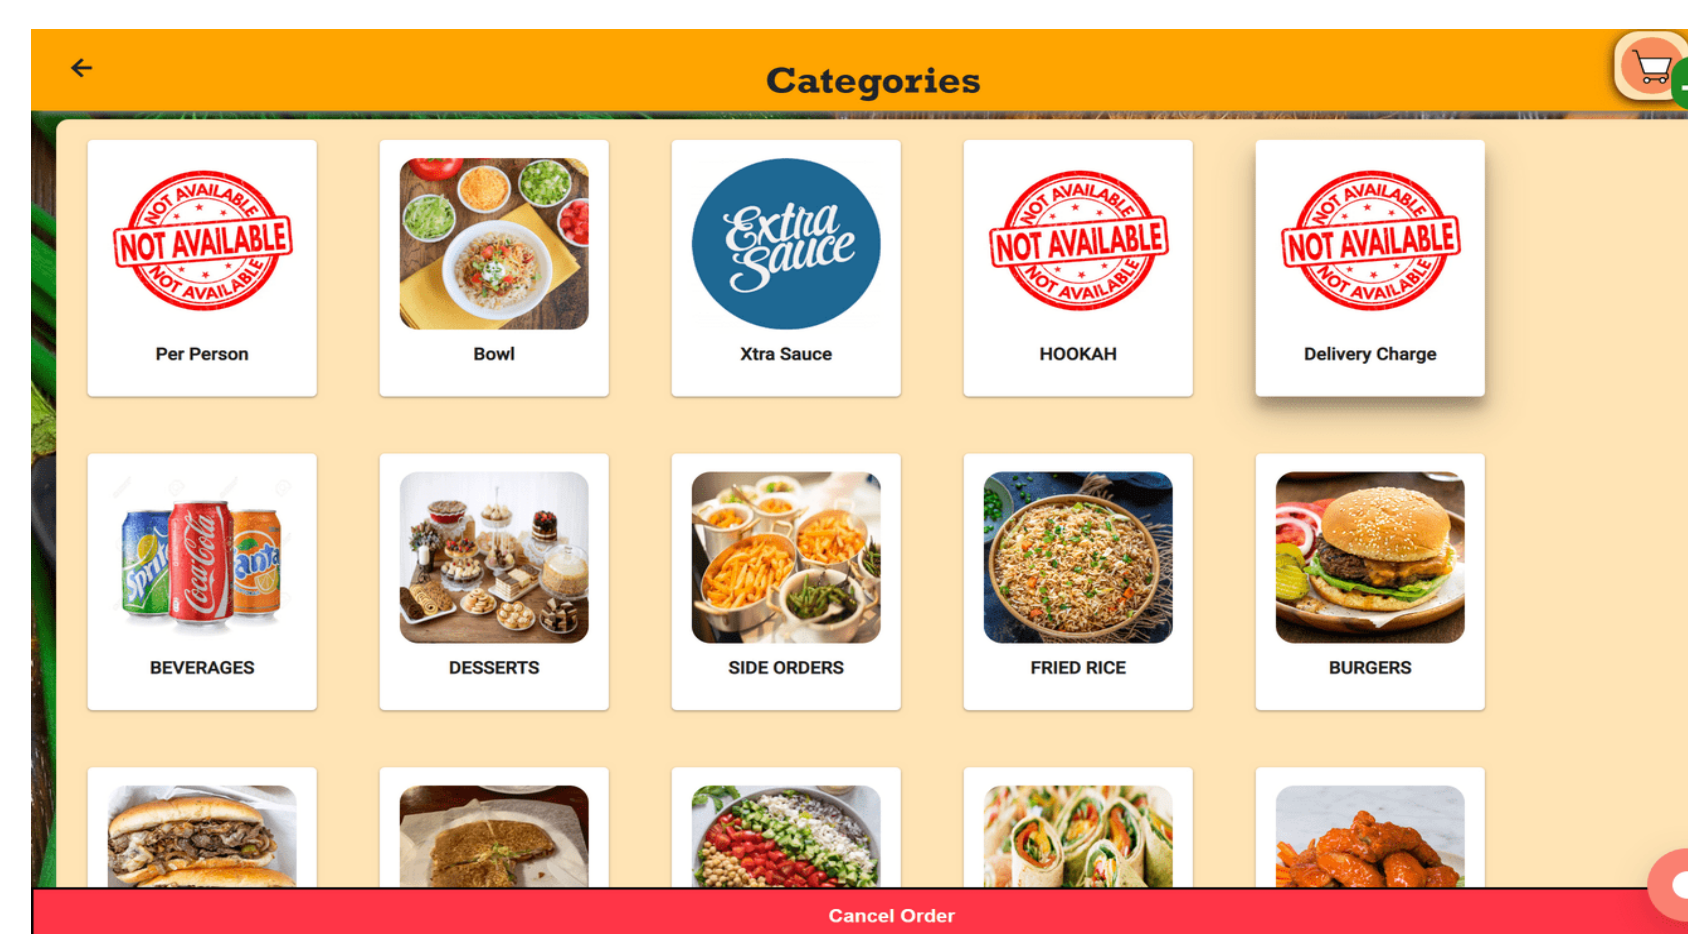 Categories
NOT AVAILABLE
NOT AVAILABLE
NOT AVAILABLE
Per Person
Bowl
Extra
Sauce
Xtra Sauce
NOT AVAILABLE
NOT AVAILABLE
NOT AVAILABLE
HOOKAH
NOT AVAILABLE
NOT AVAILABLE
NOT AVAILABLE
Delivery Charge
Sprite
Coca-Cola
Fanta
BEVERAGES
DESSERTS
SIDE ORDERS
FRIED RICE
BURGERS
Cancel Order